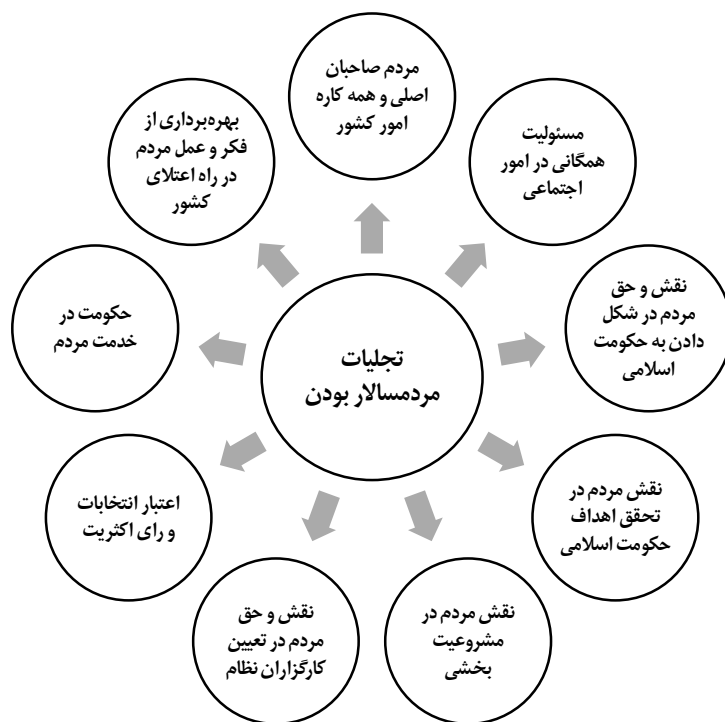 تجلیات
مردمسالار بودن
مردم صاحبان
اصلی و همه کاره
امور کشور
مسئولیت
همگانی در امور
اجتماعی
نقش و حق
مردم در شکل
دادن به حکومت
اسلامی
نقش مردم در
تحقق اهداف
حکومت اسلامی
نقش مردم در
مشروعیت
بخشی
نقش و حق
مردم در تعیین
کارگزاران نظام
اعتبار انتخابات
و رای اکثریت
حکومت در
خدمت مردم
بهره‌برداری از
فکر و عمل مردم
در راه اعتلای
کشور